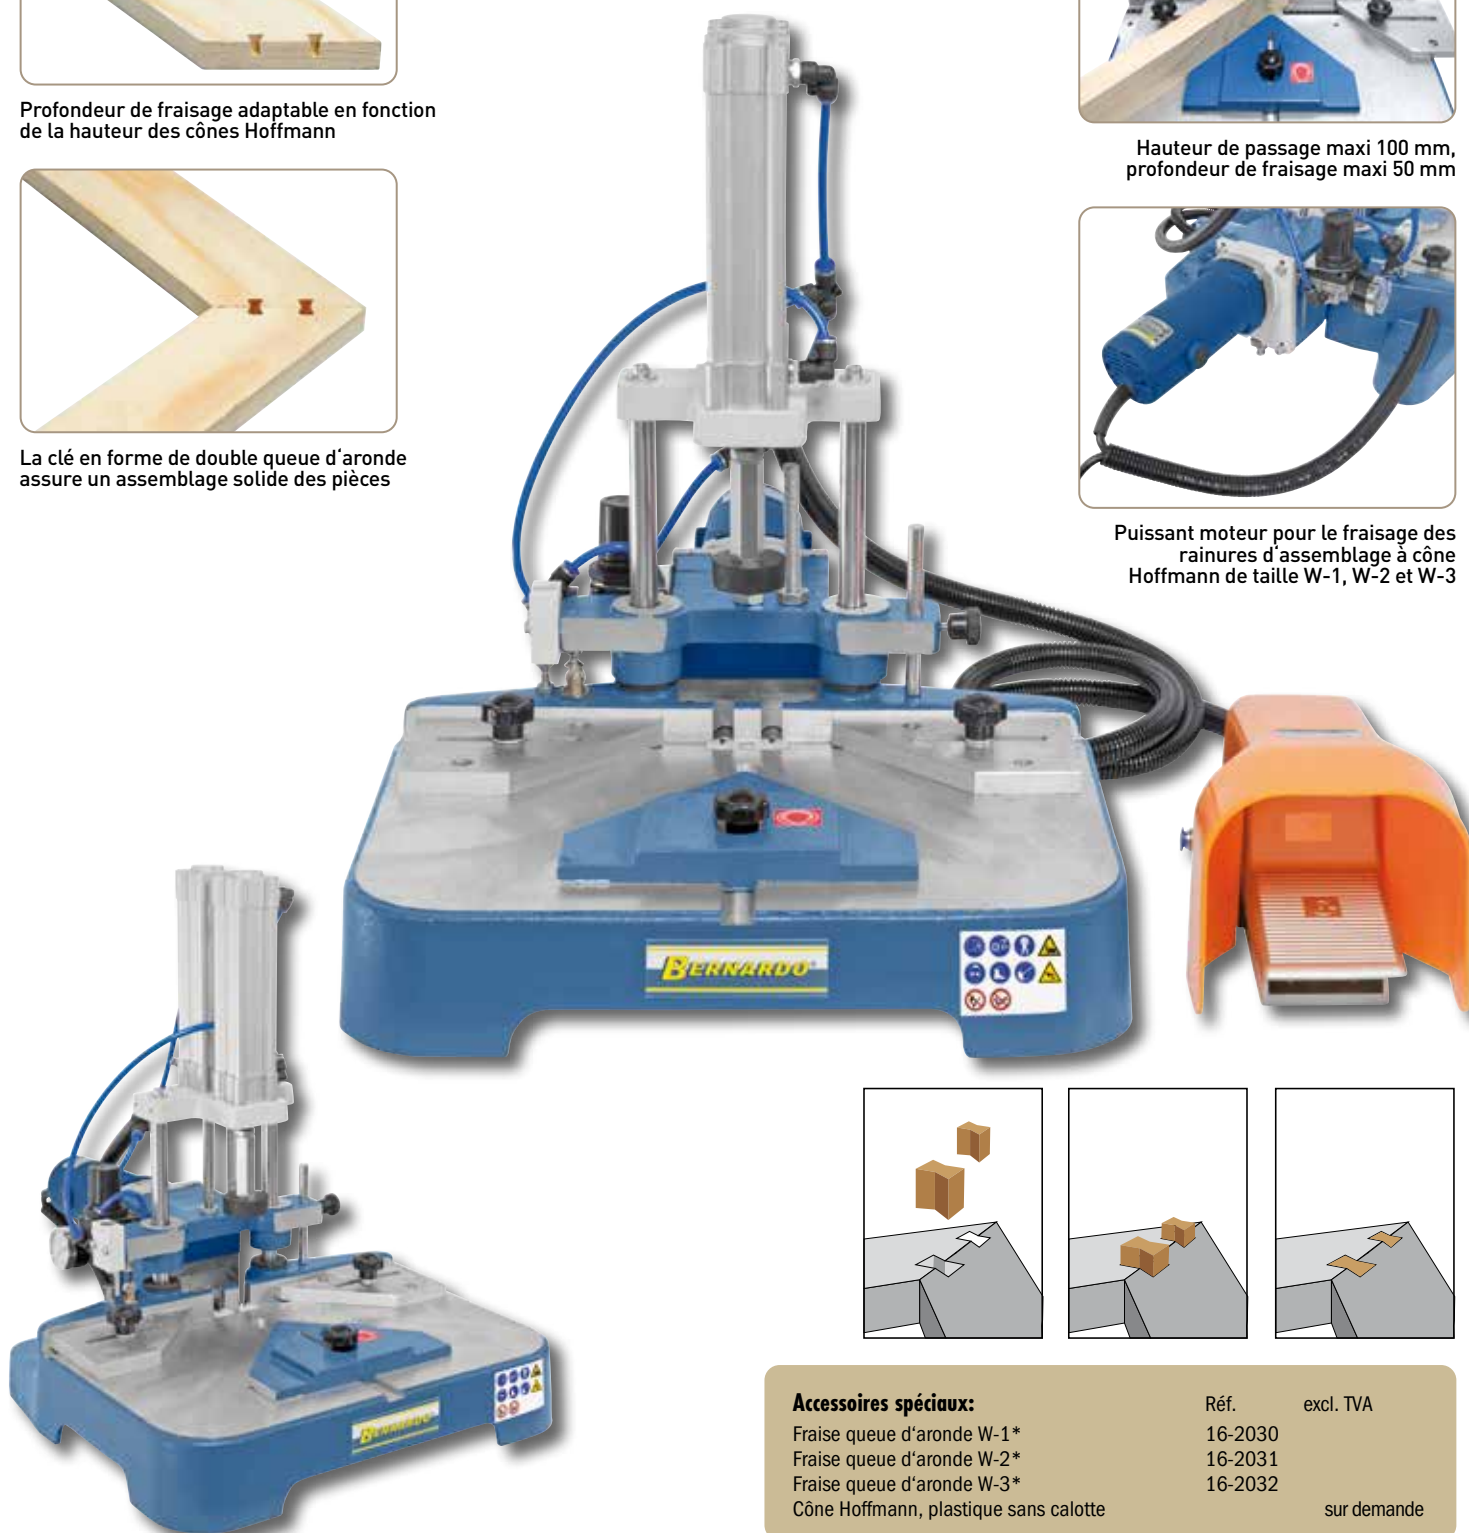 Profondeur de fraisage adaptable en fonction
de la hauteur des cônes Hoffmann
La clé en forme de double queue d‘aronde
assure un assemblage solide des pièces
Hauteur de passage maxi 100 mm,
profondeur de fraisage maxi 50 mm
Puissant moteur pour le fraisage des
rainures d‘assemblage à cône
Hoffmann de taille W-1, W-2 et W-3
BERNARDO
BERNARDO
Accessoires spéciaux: Réf. excl. TVA
Fraise queue d‘aronde W-1* 16-2030
Fraise queue d‘aronde W-2* 16-2031
Fraise queue d‘aronde W-3* 16-2032
Cône Hoffmann, plastique sans calotte sur demande